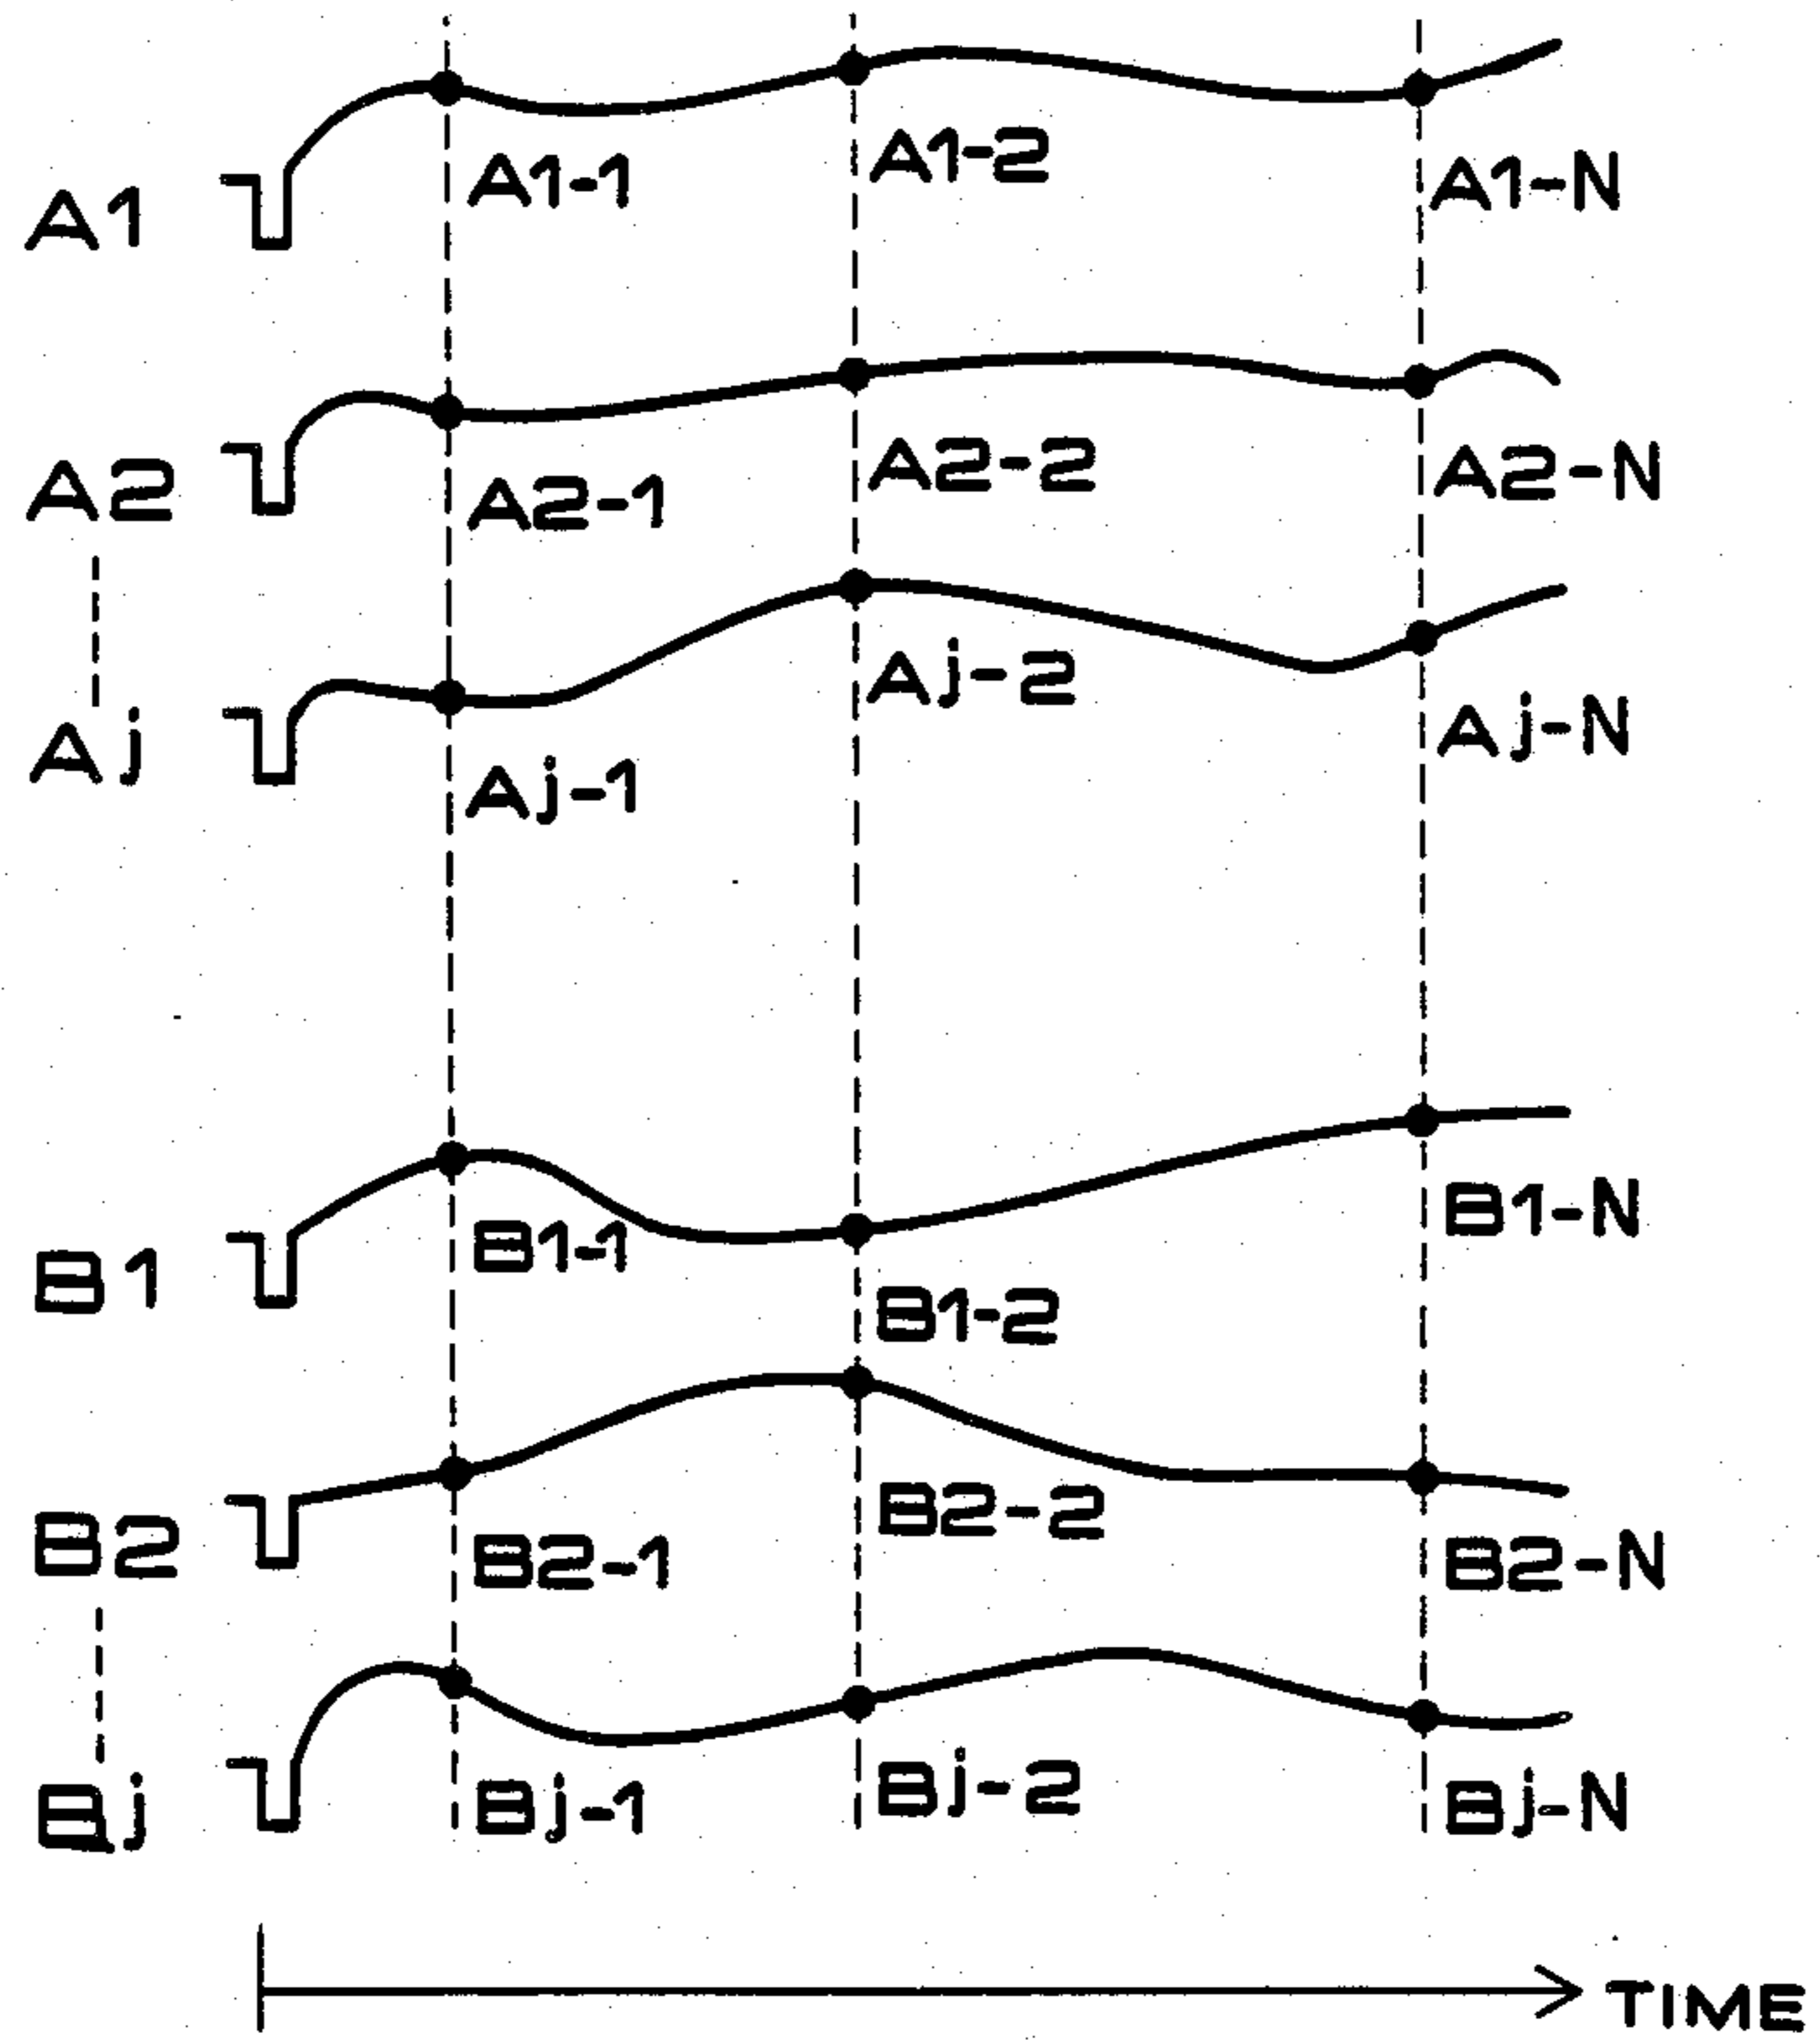 A1 A1-1 A1-2 A1-N
A2 A2-1 A2-2 A2-N
Aj Aj-1 Aj-2 Aj-N
B1 B1-1 B1-2 B1-N
B2 B2-1 B2-2 B2-N
Bj Bj-1 Bj-2 Bj-N
TIME